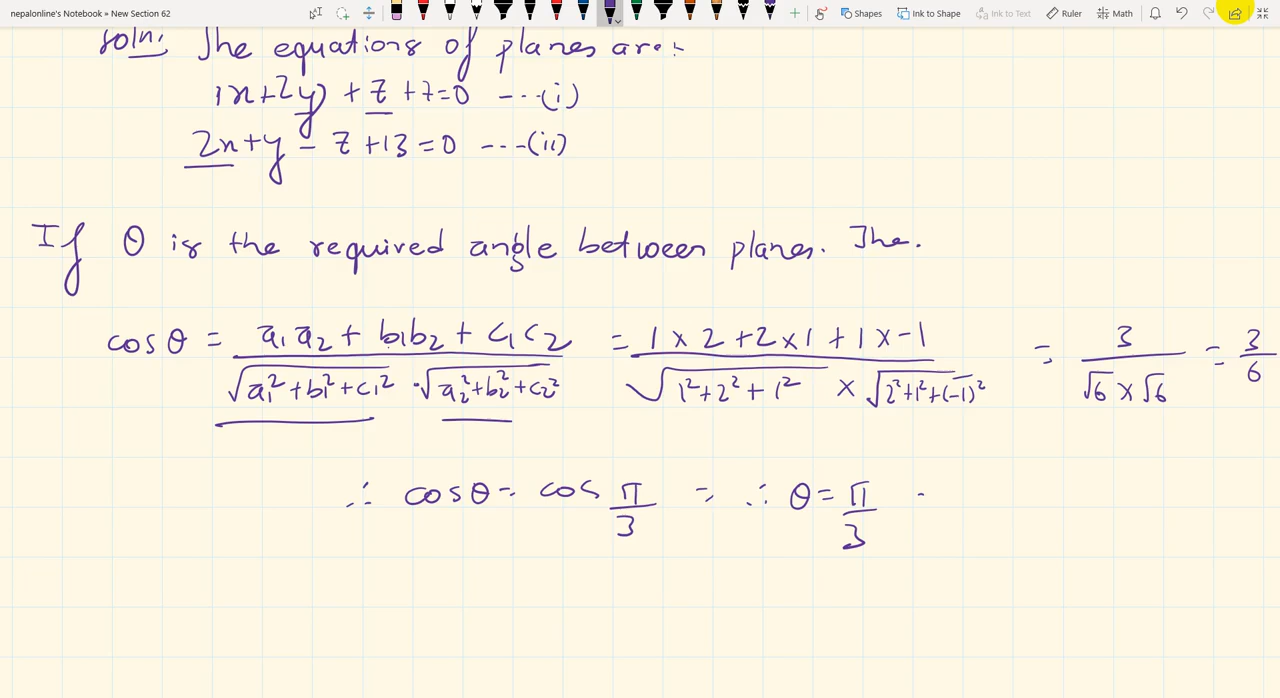 nepalonline's Notebook » New Section 62
Shapes Ink to Shape Ink to Text Ruler Math
Soln: The equations of planes are:
1x+2y + z +7=0 ---(i)
2x+y - z +13=0 ---(ii)
If θ is the required angle between planes. The.
cosθ = (a₁a₂ + b₁b₂ + c₁c₂)/(√(a₁²+b₁²+c₁²) · √(a₂²+b₂²+c₂²)) = (1×2+2×1+1×-1)/(√(1²+2²+1²) × √(2²+1²+(-1)²)) = 3/(√6×√6) = 3/6
∴ cosθ = cos π/3 = ∴ θ = π/3